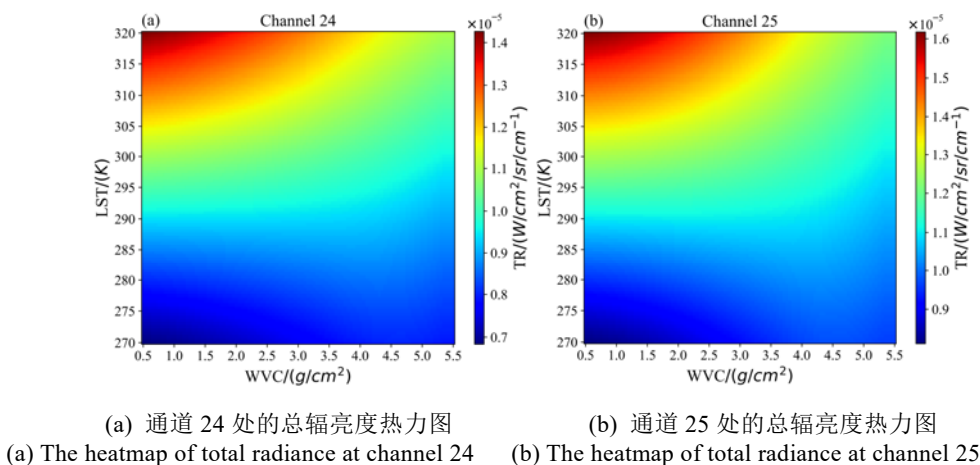 (a) Channel 24 ×10⁻⁵
320
315
310
305
300
295
290
285
280
275
270
LST/(K)
0.5 1.0 1.5 2.0 2.5 3.0 3.5 4.0 4.5 5.0 5.5
WVC/(g/cm²)
1.4
1.3
1.2
1.1
1.0
0.9
0.8
0.7
TR/(W/cm²/sr/cm⁻¹)
(b) Channel 25 ×10⁻⁵
320
315
310
305
300
295
290
285
280
275
270
LST/(K)
0.5 1.0 1.5 2.0 2.5 3.0 3.5 4.0 4.5 5.0 5.5
WVC/(g/cm²)
1.6
1.5
1.4
1.3
1.2
1.1
1.0
0.9
TR/(W/cm²/sr/cm⁻¹)
(a) 通道 24 处的总辐亮度热力图
(a) The heatmap of total radiance at channel 24
(b) 通道 25 处的总辐亮度热力图
(b) The heatmap of total radiance at channel 25